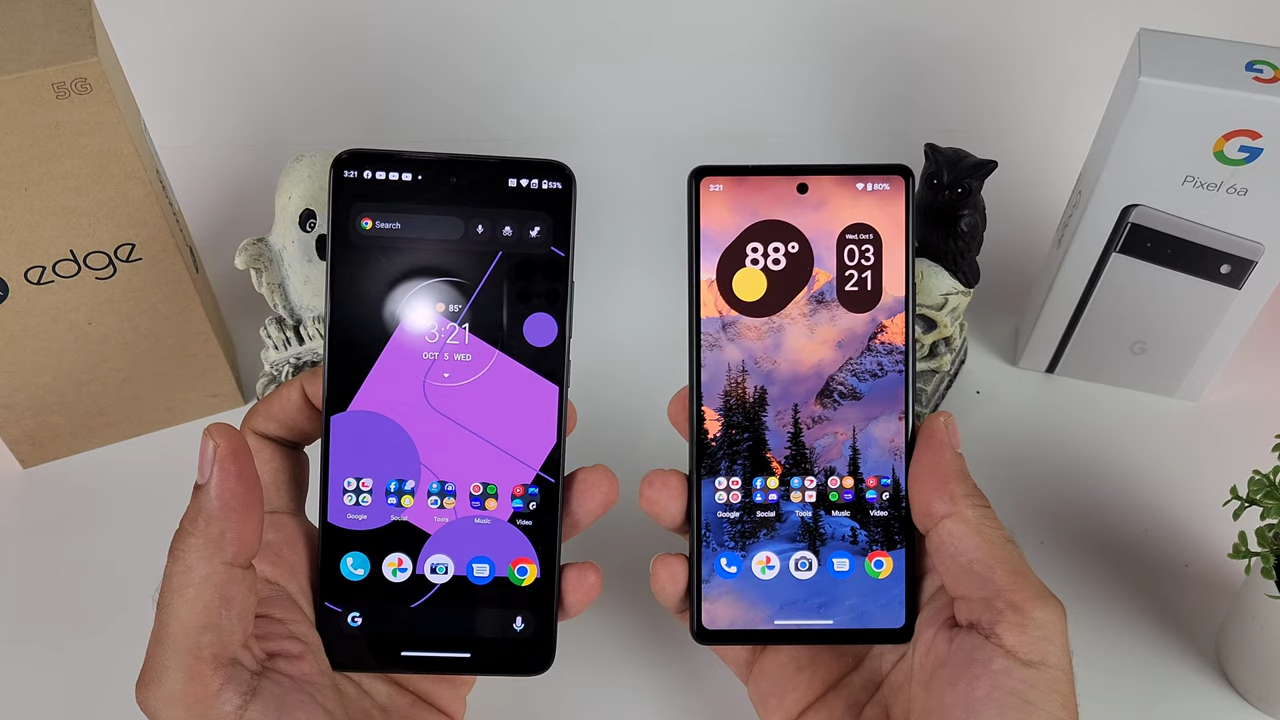 5G
edge
3:21
53%
Search
85°
3:21
OCT 5 WED
Google
Social
Tools
Music
Video
G
3:21
80%
88°
Wed, Oct 5
03
21
Google
Social
Tools
Music
Video
G
Pixel 6a
G